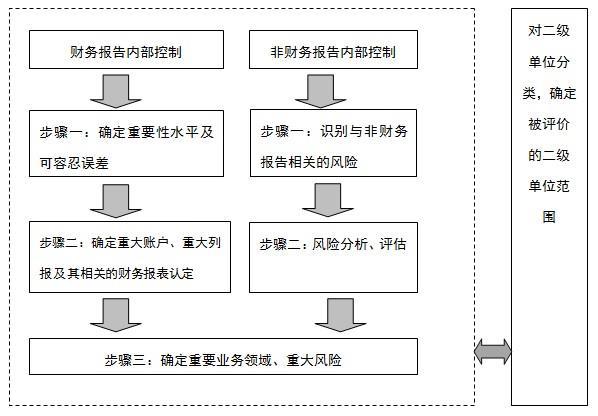 财务报告内部控制
非财务报告内部控制
步骤一：确定重要性水平及
可容忍误差
步骤一：识别与非财务
报告相关的风险
步骤二：确定重大账户、重大列
报及其相关的财务报表认定
步骤二：风险分析、评估
步骤三：确定重要业务领域、重大风险
对二级
单位分
类，确定
被评价
的二级
单位范
围